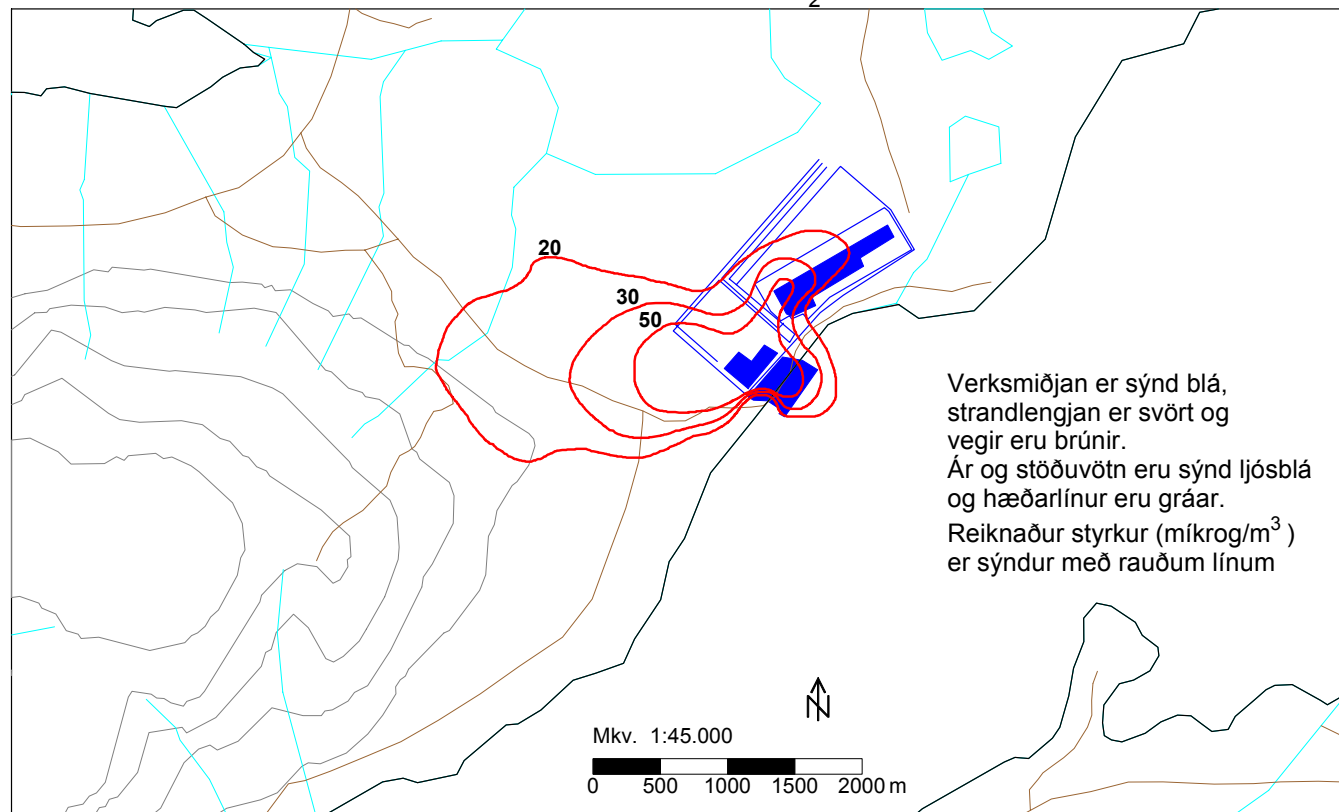 2
20
30
50
Verksmiðjan er sýnd blá,
strandlengjan er svört og
vegir eru brúnir.
Ár og stöðuvötn eru sýnd ljósblá
og hæðarlínur eru gráar.
Reiknaður styrkur (míkrog/m³ )
er sýndur með rauðum línum
N
Mkv. 1:45.000
0 500 1000 1500 2000 m